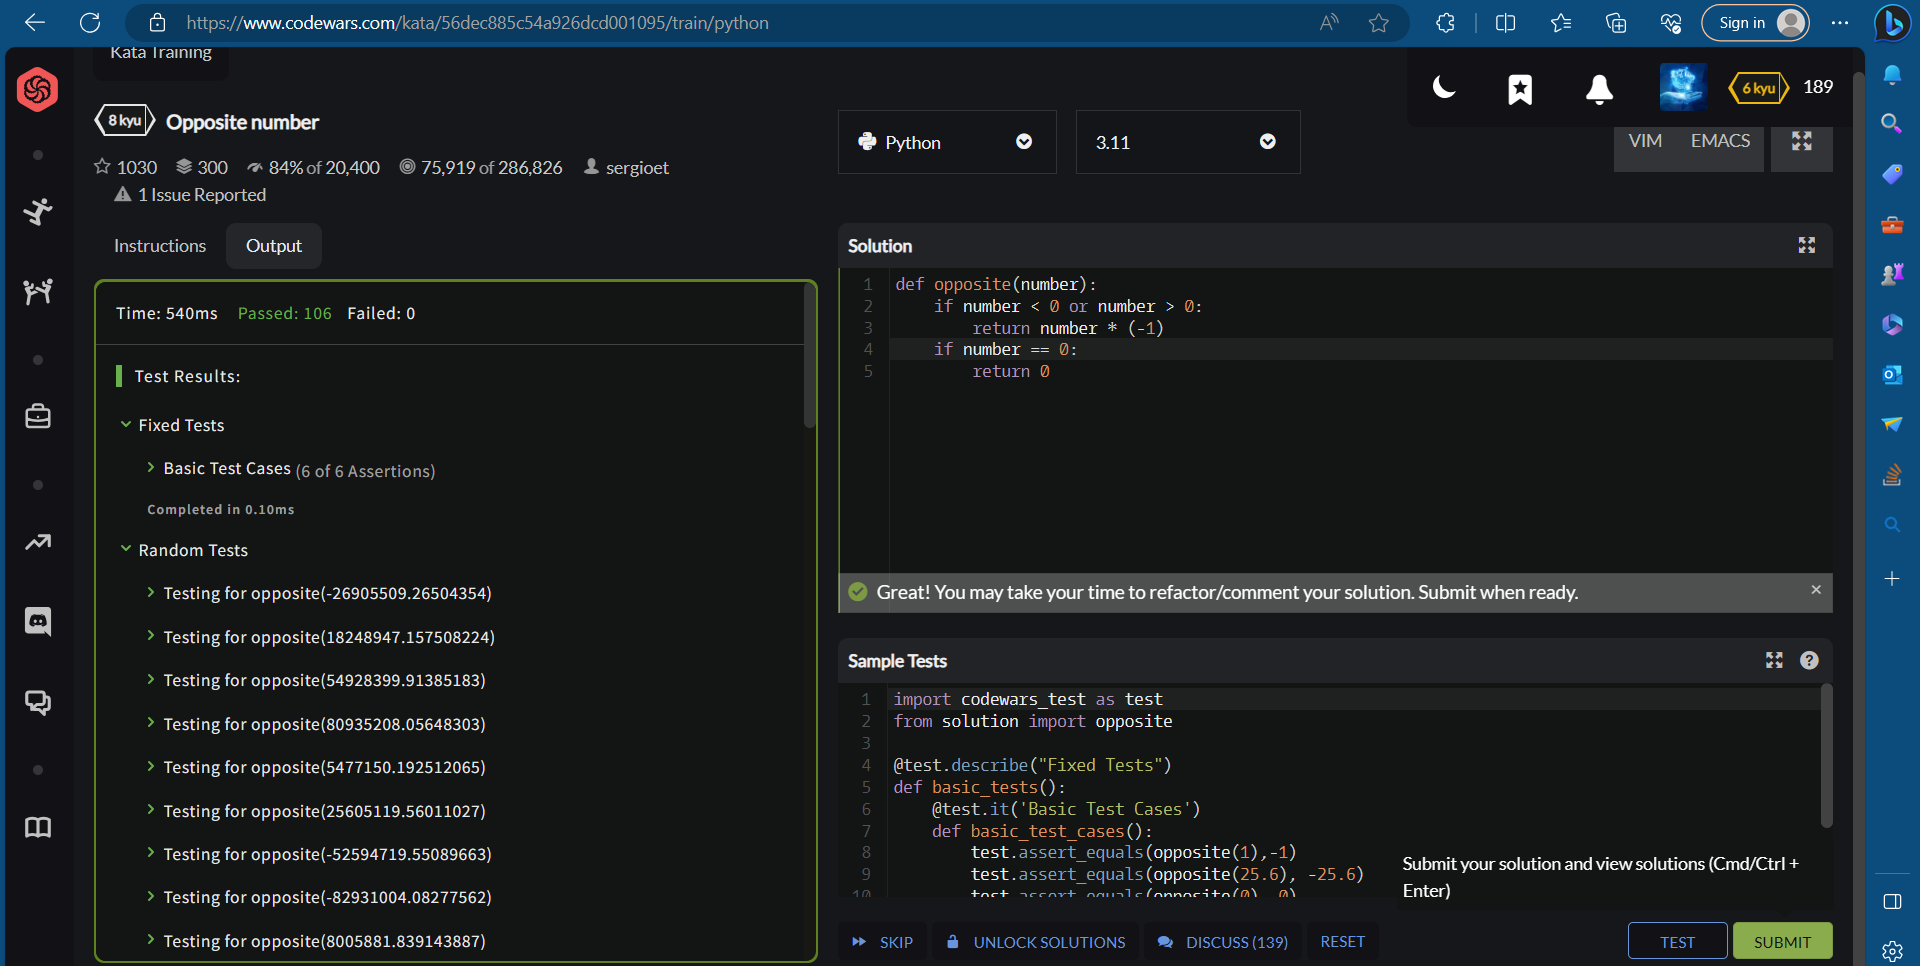 https://www.codewars.com/kata/56dec885c54a926dcd001095/train/python
Sign in
Kata Training
6 kyu
189
8 kyu
Opposite number
1030
300
84% of 20,400
75,919 of 286,826
sergioet
1 Issue Reported
Python
3.11
VIM
EMACS
Instructions
Output
Time: 540ms Passed: 106 Failed: 0
Test Results:
Fixed Tests
Basic Test Cases (6 of 6 Assertions)
Completed in 0.10ms
Random Tests
Testing for opposite(-26905509.26504354)
Testing for opposite(18248947.157508224)
Testing for opposite(54928399.91385183)
Testing for opposite(80935208.05648303)
Testing for opposite(5477150.192512065)
Testing for opposite(25605119.56011027)
Testing for opposite(-52594719.55089663)
Testing for opposite(-82931004.08277562)
Testing for opposite(8005881.839143887)
Solution
1 def opposite(number):
2 if number < 0 or number > 0:
3 return number * (-1)
4 if number == 0:
5 return 0
Great! You may take your time to refactor/comment your solution. Submit when ready.
Sample Tests
1 import codewars_test as test
2 from solution import opposite
3
4 @test.describe("Fixed Tests")
5 def basic_tests():
6 @test.it('Basic Test Cases')
7 def basic_test_cases():
8 test.assert_equals(opposite(1),-1)
9 test.assert_equals(opposite(25.6), -25.6)
10 test.assert_equals(opposite(0), 0)
Submit your solution and view solutions (Cmd/Ctrl +
Enter)
SKIP
UNLOCK SOLUTIONS
DISCUSS (139)
RESET
TEST
SUBMIT